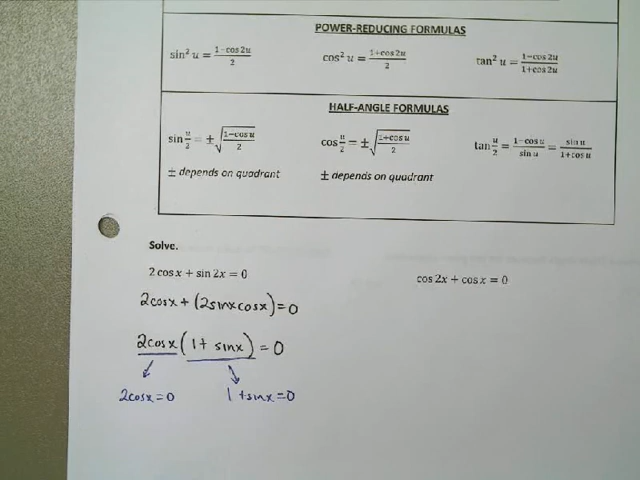 POWER-REDUCING FORMULAS
sin² u = (1−cos 2u)/2 cos² u = (1+cos 2u)/2 tan² u = (1−cos 2u)/(1+cos 2u)
HALF-ANGLE FORMULAS
sin u/2 = ±√((1−cos u)/2) cos u/2 = ±√((1+cos u)/2) tan u/2 = (1−cos u)/(sin u) = (sin u)/(1+cos u)
± depends on quadrant ± depends on quadrant
Solve.
2 cos x + sin 2x = 0 cos 2x + cos x = 0
2cosx + (2sinxcosx) = 0
2cosx (1 + sinx) = 0
2cosx = 0 1 + sinx = 0